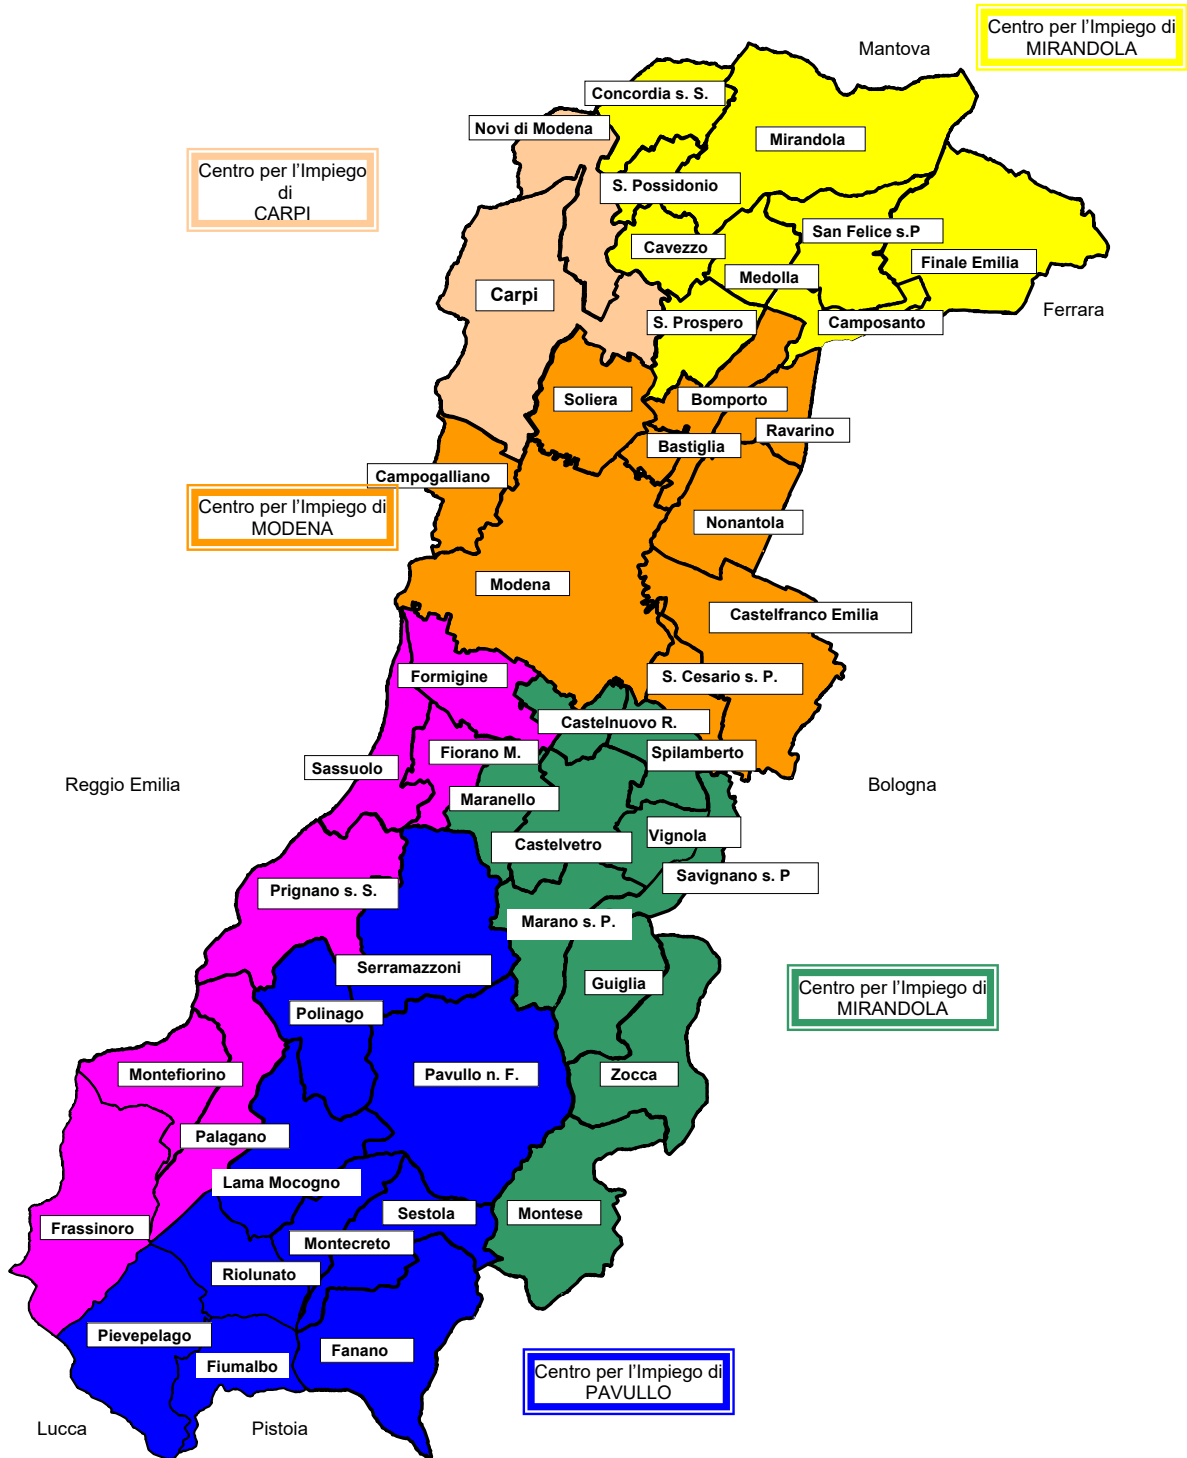 Centro per l'Impiego di
MIRANDOLA
Mantova
Concordia s. S.
Novi di Modena
Mirandola
Centro per l'Impiego
di
CARPI
S. Possidonio
San Felice s.P
Cavezzo
Finale Emilia
Medolla
Carpi
Ferrara
S. Prospero
Camposanto
Soliera
Bomporto
Ravarino
Bastiglia
Campogalliano
Centro per l'Impiego di
MODENA
Nonantola
Modena
Castelfranco Emilia
Formigine
S. Cesario s. P.
Castelnuovo R.
Fiorano M.
Spilamberto
Sassuolo
Reggio Emilia
Bologna
Maranello
Vignola
Castelvetro
Savignano s. P
Prignano s. S.
Marano s. P.
Serramazzoni
Guiglia
Centro per l'Impiego di
MIRANDOLA
Polinago
Montefiorino
Pavullo n. F.
Zocca
Palagano
Lama Mocogno
Frassinoro
Sestola
Montese
Montecreto
Riolunato
Pievepelago
Fanano
Fiumalbo
Centro per l'Impiego di
PAVULLO
Lucca
Pistoia